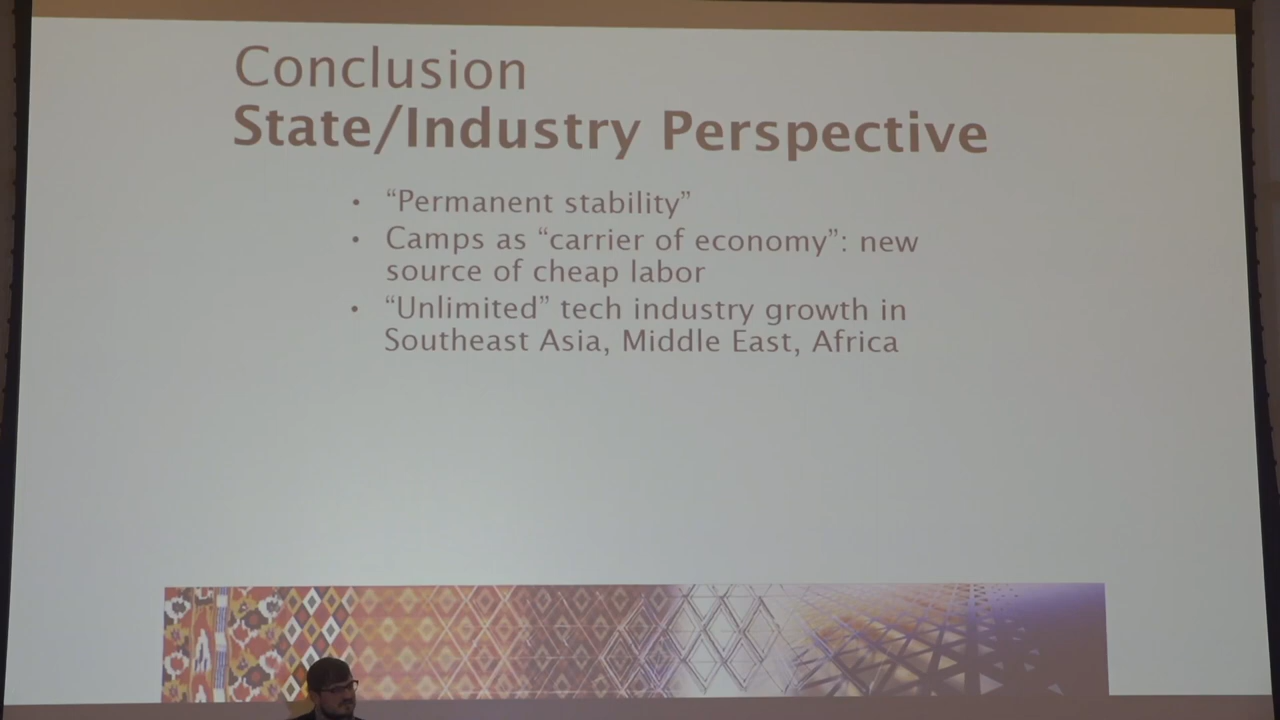 Conclusion
State/Industry Perspective
• “Permanent stability”
• Camps as “carrier of economy”: new
source of cheap labor
• “Unlimited” tech industry growth in
Southeast Asia, Middle East, Africa